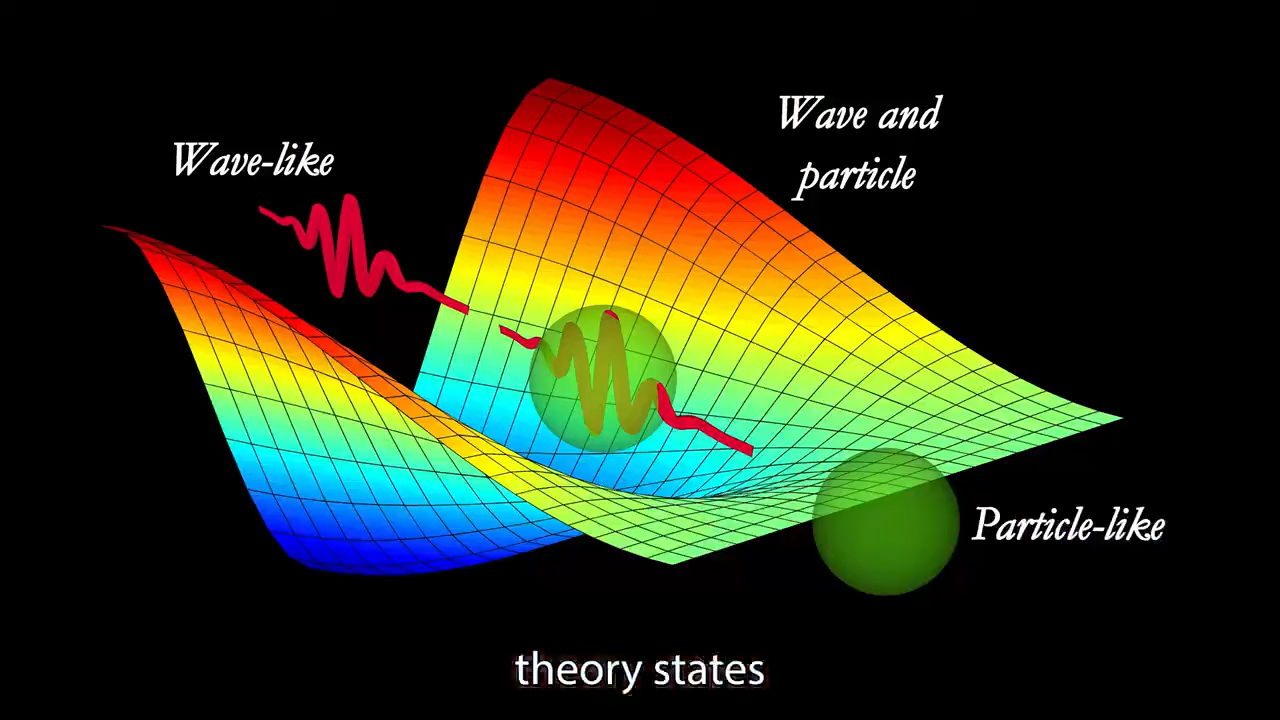 Wave-like
Wave and
particle
Particle-like
theory states